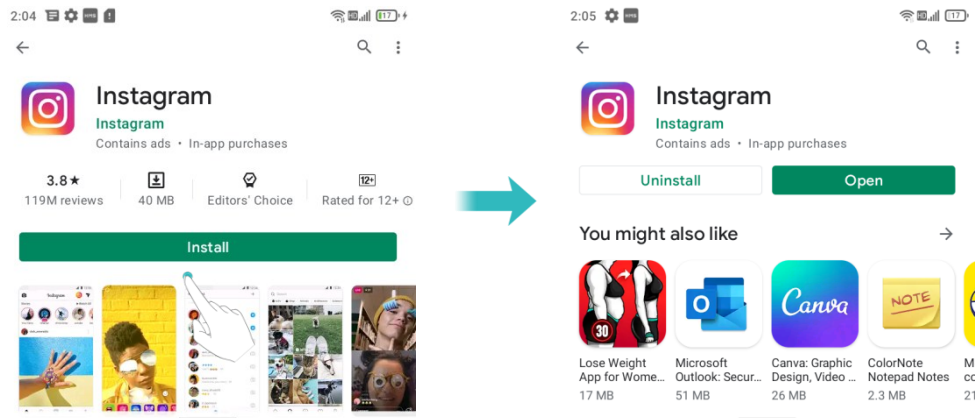 2:04
17
Instagram
Instagram
Contains ads • In-app purchases
3.8★
119M reviews
40 MB
Editors' Choice
12+
Rated for 12+
Install
Instagram
2:05
17
Instagram
Instagram
Contains ads • In-app purchases
Uninstall
Open
You might also like
30
Canva
NOTE
Lose Weight
App for Wome...
17 MB
Microsoft
Outlook: Secur...
51 MB
Canva: Graphic
Design, Video ...
26 MB
ColorNote
Notepad Notes
2.3 MB